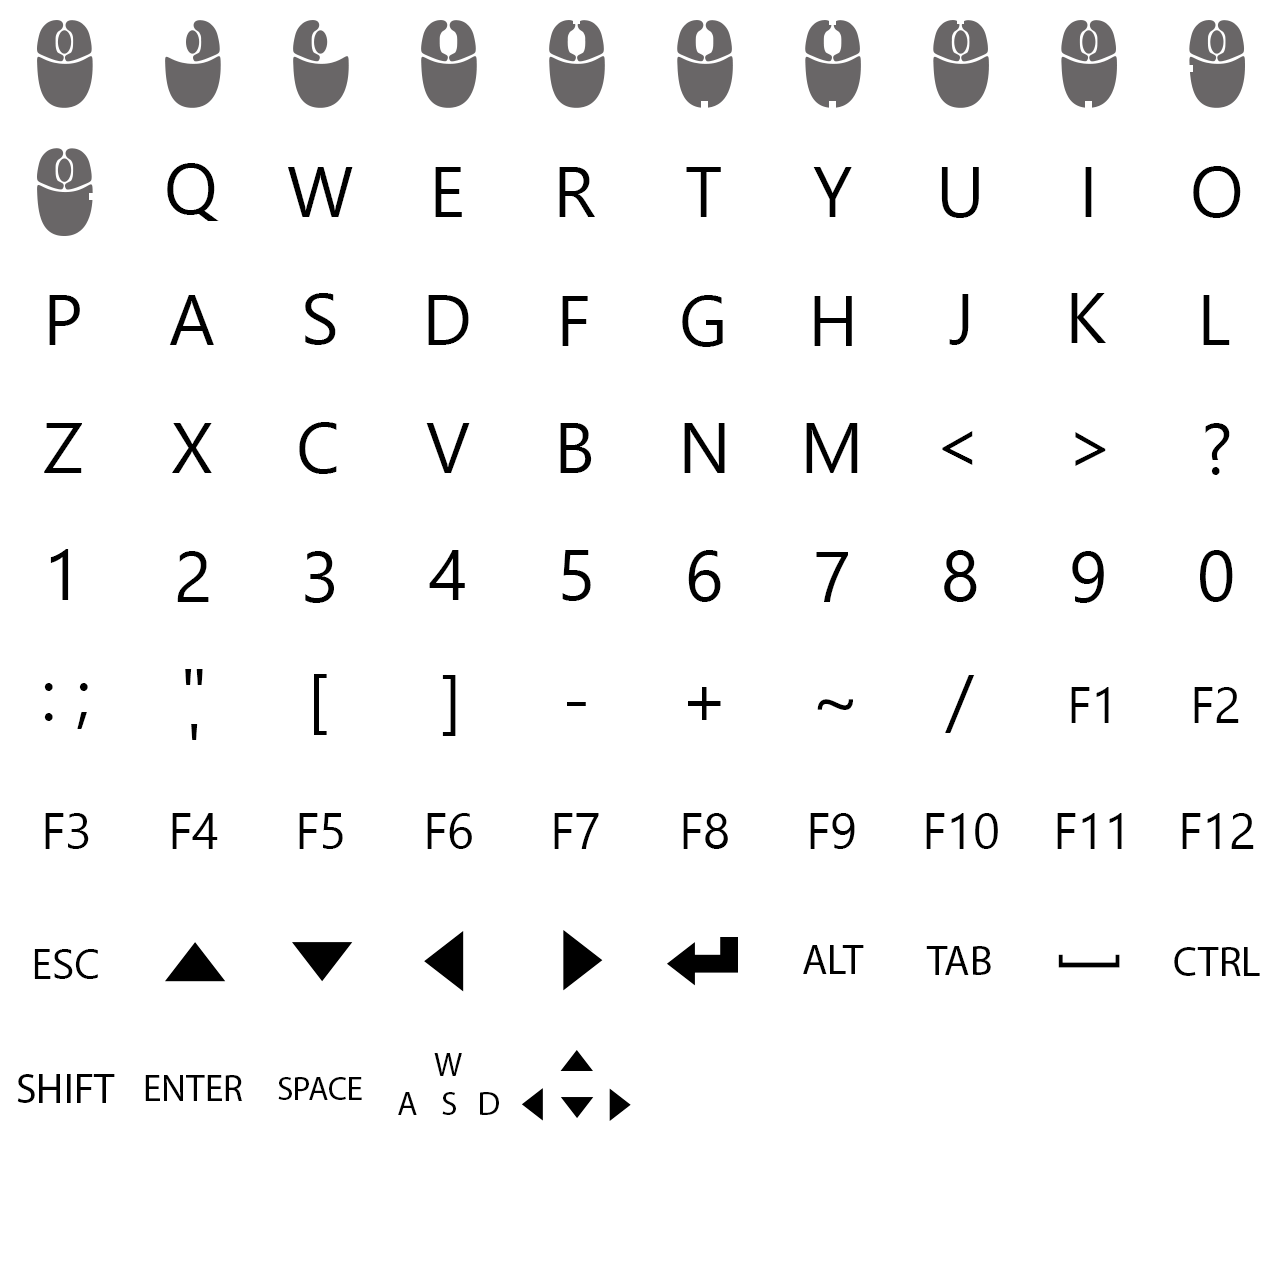 Q W E R T Y U I O
P A S D F G H J K L
Z X C V B N M < > ?
1 2 3 4 5 6 7 8 9 0
: ; " ' [ ] - + ~ / F1 F2
F3 F4 F5 F6 F7 F8 F9 F10 F11 F12
ESC ALT TAB CTRL
SHIFT ENTER SPACE W
A S D